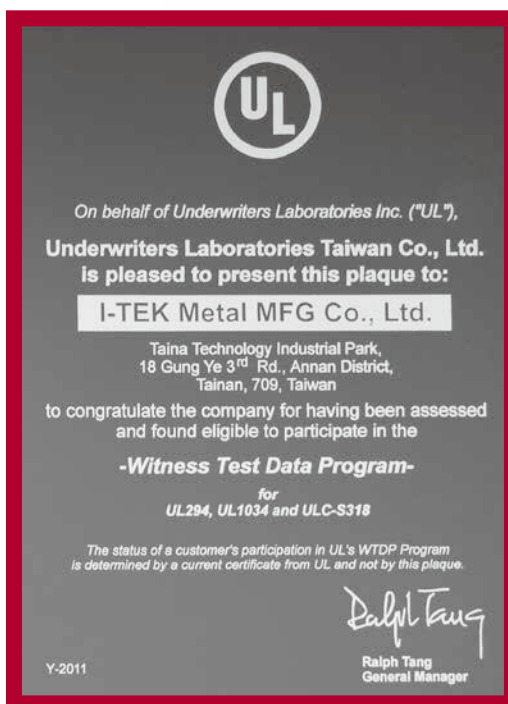 UL
On behalf of Underwriters Laboratories Inc. ("UL"),
Underwriters Laboratories Taiwan Co., Ltd.
is pleased to present this plaque to:
I-TEK Metal MFG Co., Ltd.
Taina Technology Industrial Park,
18 Gung Ye 3rd Rd., Annan District,
Tainan, 709, Taiwan
to congratulate the company for having been assessed
and found eligible to participate in the
-Witness Test Data Program-
for
UL294, UL1034 and ULC-S318
The status of a customer's participation in UL's WTDP Program
is determined by a current certificate from UL and not by this plaque.
Ralph Tang
Y-2011
Ralph Tang
General Manager